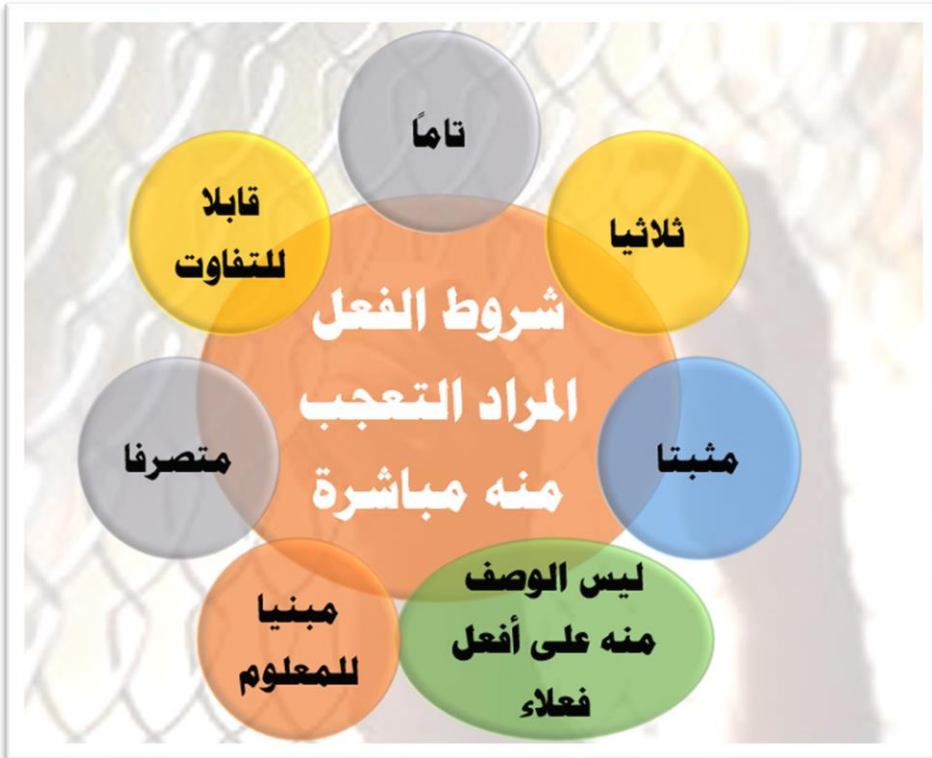 شروط الفعل
المراد التعجب
منه مباشرة
تاماً
ثلاثيا
مثبتا
ليس الوصف
منه على أفعل
فعلاء
مبنيا
للمعلوم
متصرفا
قابلا
للتفاوت